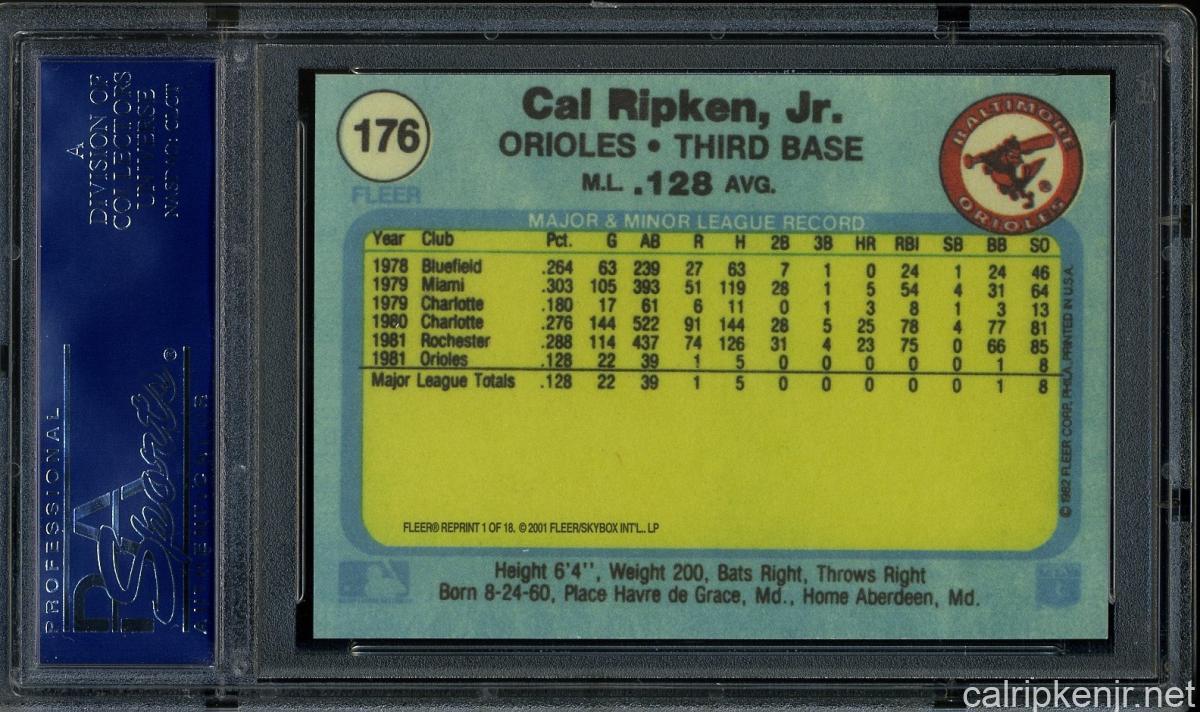 A
DIVISION OF
COLLECTORS
UNIVERSE
NASDAQ: CLCT
PROFESSIONAL
PSA
Sports
176
FLEER
Cal Ripken, Jr.
ORIOLES • THIRD BASE
M.L. .128 AVG.
BALTIMORE
ORIOLES
®
MAJOR & MINOR LEAGUE RECORD
Year Club Pct. G AB R H 2B 3B HR RBI SB BB SO
1978 Bluefield .264 63 239 27 63 7 1 0 24 1 24 46
1979 Miami .303 105 393 51 119 28 1 5 54 4 31 64
1979 Charlotte .180 17 61 6 11 0 1 3 8 1 3 13
1980 Charlotte .276 144 522 91 144 28 5 25 78 4 77 81
1981 Rochester .288 114 437 74 126 31 4 23 75 0 66 85
1981 Orioles .128 22 39 1 5 0 0 0 0 0 1 8
Major League Totals .128 22 39 1 5 0 0 0 0 0 1 8
FLEER® REPRINT 1 OF 18. © 2001 FLEER/SKYBOX INT'L. LP
© 1982 FLEER CORP., PHILA. PRINTED IN U.S.A.
Height 6'4'', Weight 200, Bats Right, Throws Right
Born 8-24-60, Place Havre de Grace, Md., Home Aberdeen, Md.
calripkenjr.net